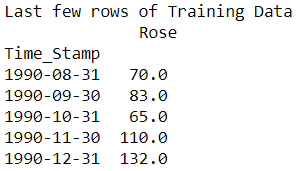 Last few rows of Training Data
Rose
Time_Stamp
1990-08-31 70.0
1990-09-30 83.0
1990-10-31 65.0
1990-11-30 110.0
1990-12-31 132.0